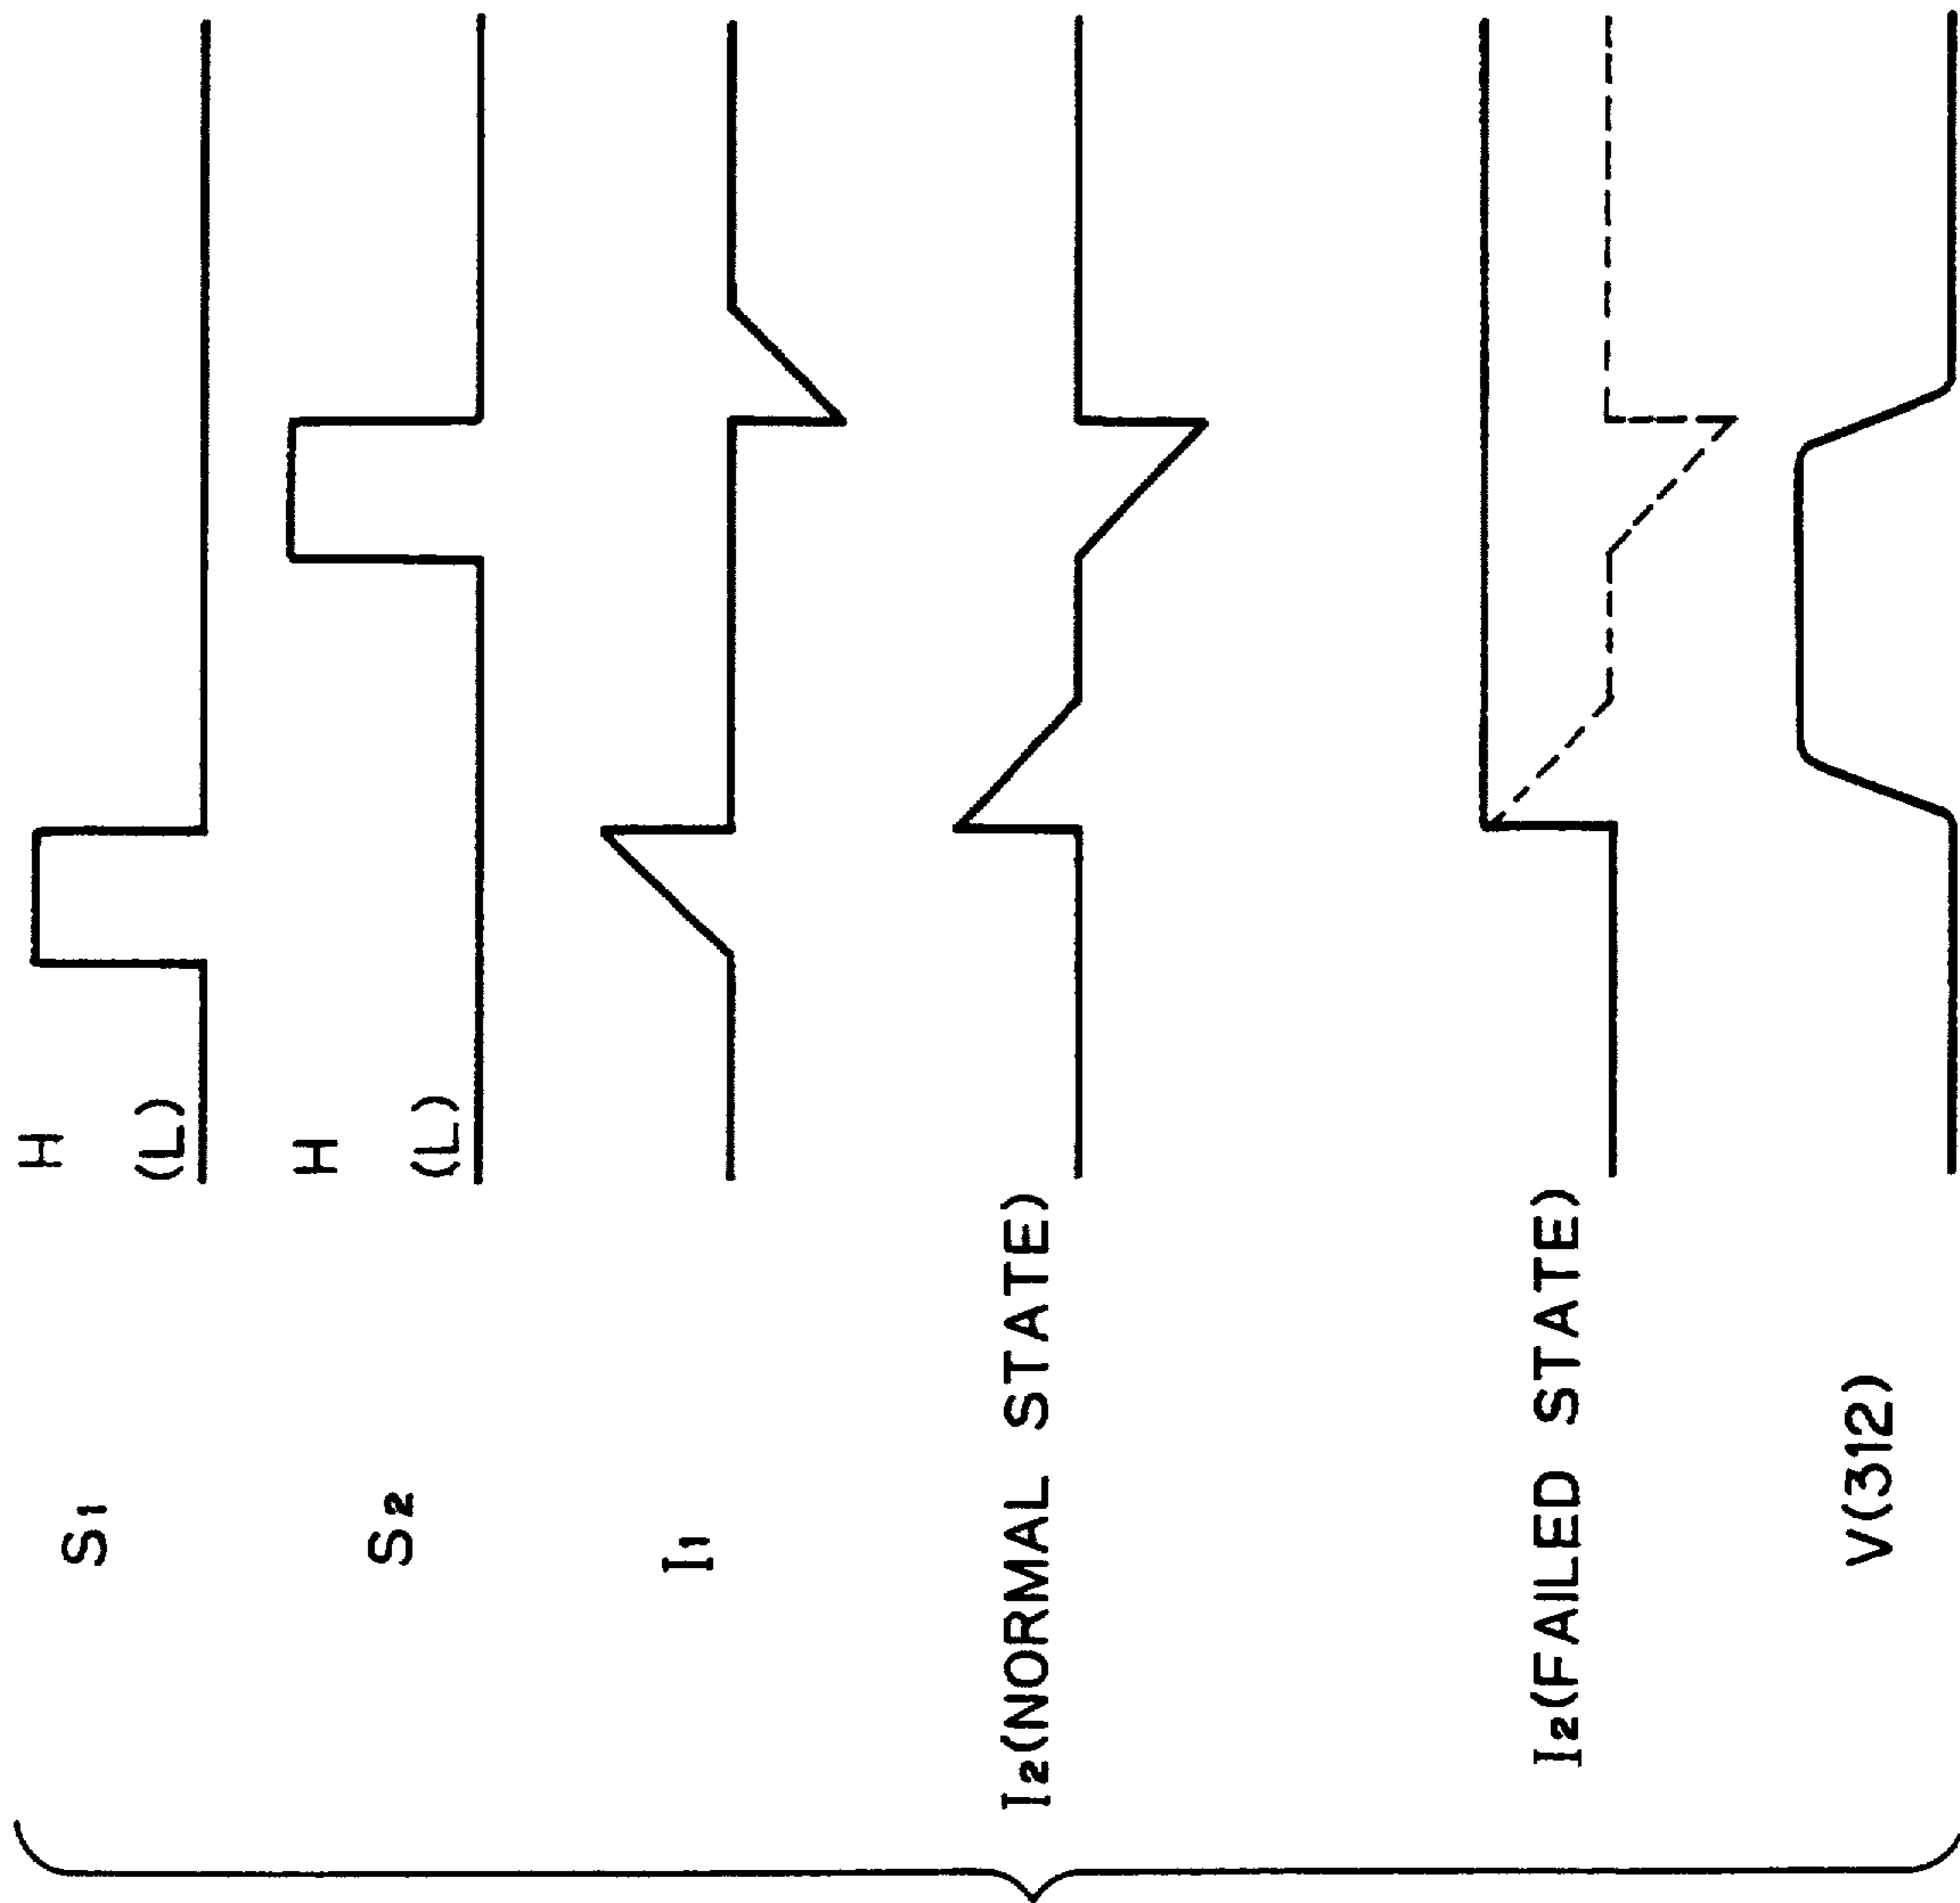 S1
H
(L)
S2
H
(L)
I1
I2(NORMAL STATE)
I2(FAILED STATE)
V(312)